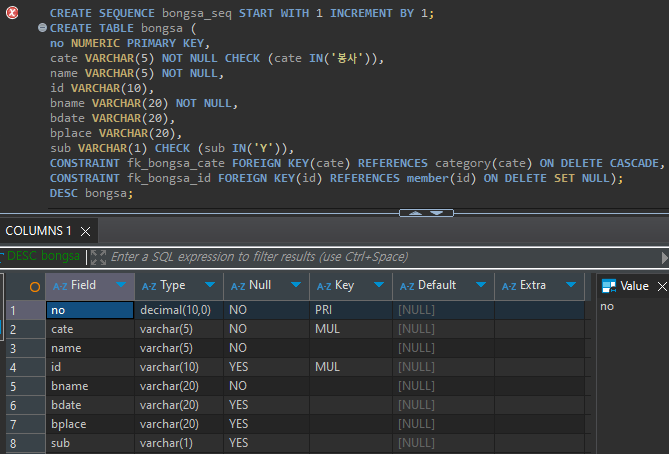 CREATE SEQUENCE bongsa_seq START WITH 1 INCREMENT BY 1;
CREATE TABLE bongsa (
no NUMERIC PRIMARY KEY,
cate VARCHAR(5) NOT NULL CHECK (cate IN('봉사')),
name VARCHAR(5) NOT NULL,
id VARCHAR(10),
bname VARCHAR(20) NOT NULL,
bdate VARCHAR(20),
bplace VARCHAR(20),
sub VARCHAR(1) CHECK (sub IN('Y')),
CONSTRAINT fk_bongsa_cate FOREIGN KEY(cate) REFERENCES category(cate) ON DELETE CASCADE,
CONSTRAINT fk_bongsa_id FOREIGN KEY(id) REFERENCES member(id) ON DELETE SET NULL);
DESC bongsa;
COLUMNS 1
DESC bongsa Enter a SQL expression to filter results (use Ctrl+Space)
A-Z Field A-Z Type A-Z Null A-Z Key A-Z Default A-Z Extra Value
1 no decimal(10,0) NO PRI [NULL] no
2 cate varchar(5) NO MUL [NULL]
3 name varchar(5) NO [NULL]
4 id varchar(10) YES MUL [NULL]
5 bname varchar(20) NO [NULL]
6 bdate varchar(20) YES [NULL]
7 bplace varchar(20) YES [NULL]
8 sub varchar(1) YES [NULL]